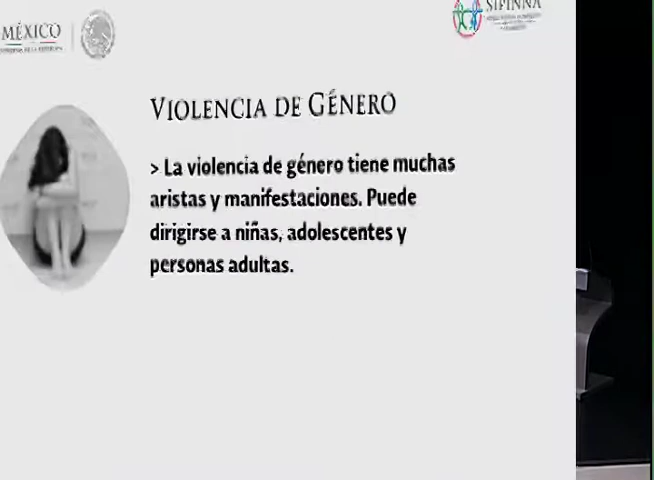 MÉXICO
SIPINNA
VIOLENCIA DE GÉNERO
> La violencia de género tiene muchas
aristas y manifestaciones. Puede
dirigirse a niñas, adolescentes y
personas adultas.